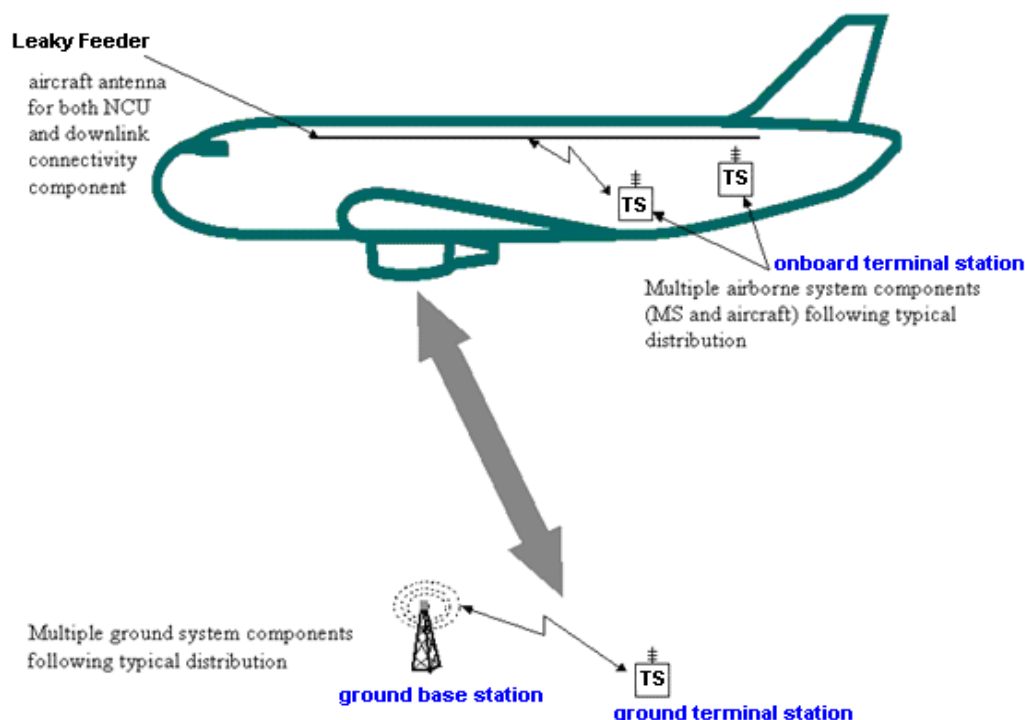 Leaky Feeder
aircraft antenna
for both NCU
and downlink
connectivity
component
TS
TS
onboard terminal station
Multiple airborne system components
(MS and aircraft) following typical
distribution
Multiple ground system components
following typical distribution
ground base station
TS
ground terminal station